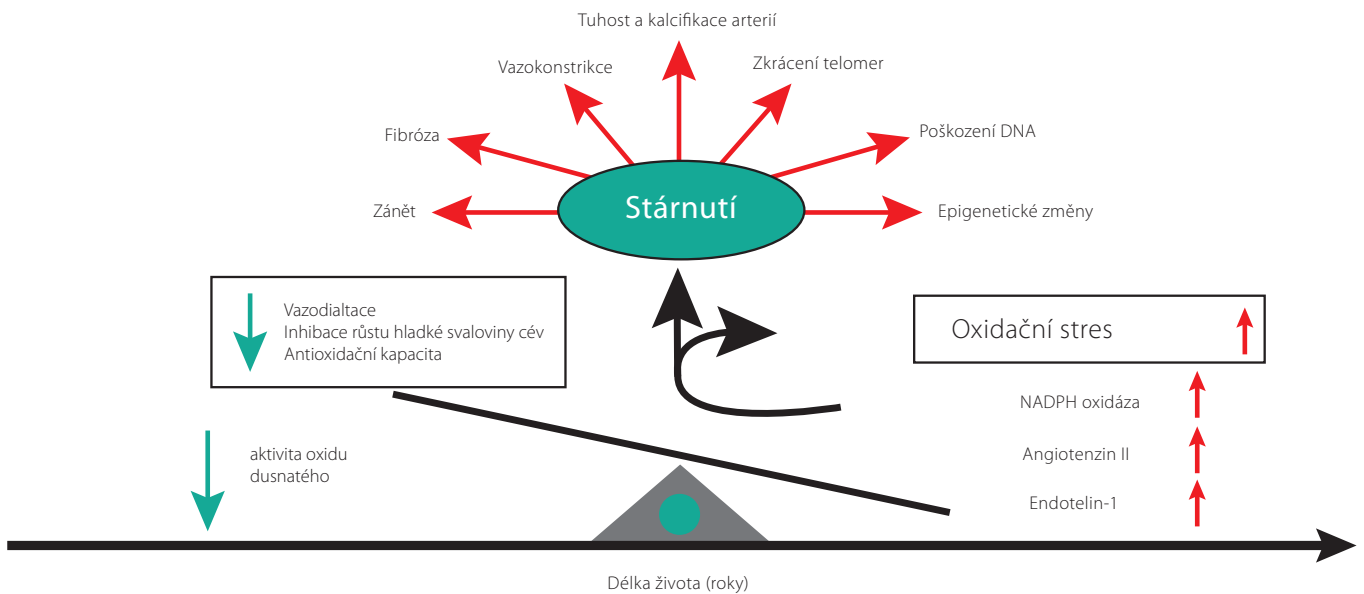 Tuhost a kalcifikace arterií
Vazokonstrikce
Zkrácení telomer
Fibróza
Poškození DNA
Zánět
Stárnutí
Epigenetické změny
Vazodialtace
Inhibace růstu hladké svaloviny cév
Antioxidační kapacita
Oxidační stres
NADPH oxidáza
aktivita oxidu
dusnatého
Angiotenzin II
Endotelin-1
Délka života (roky)